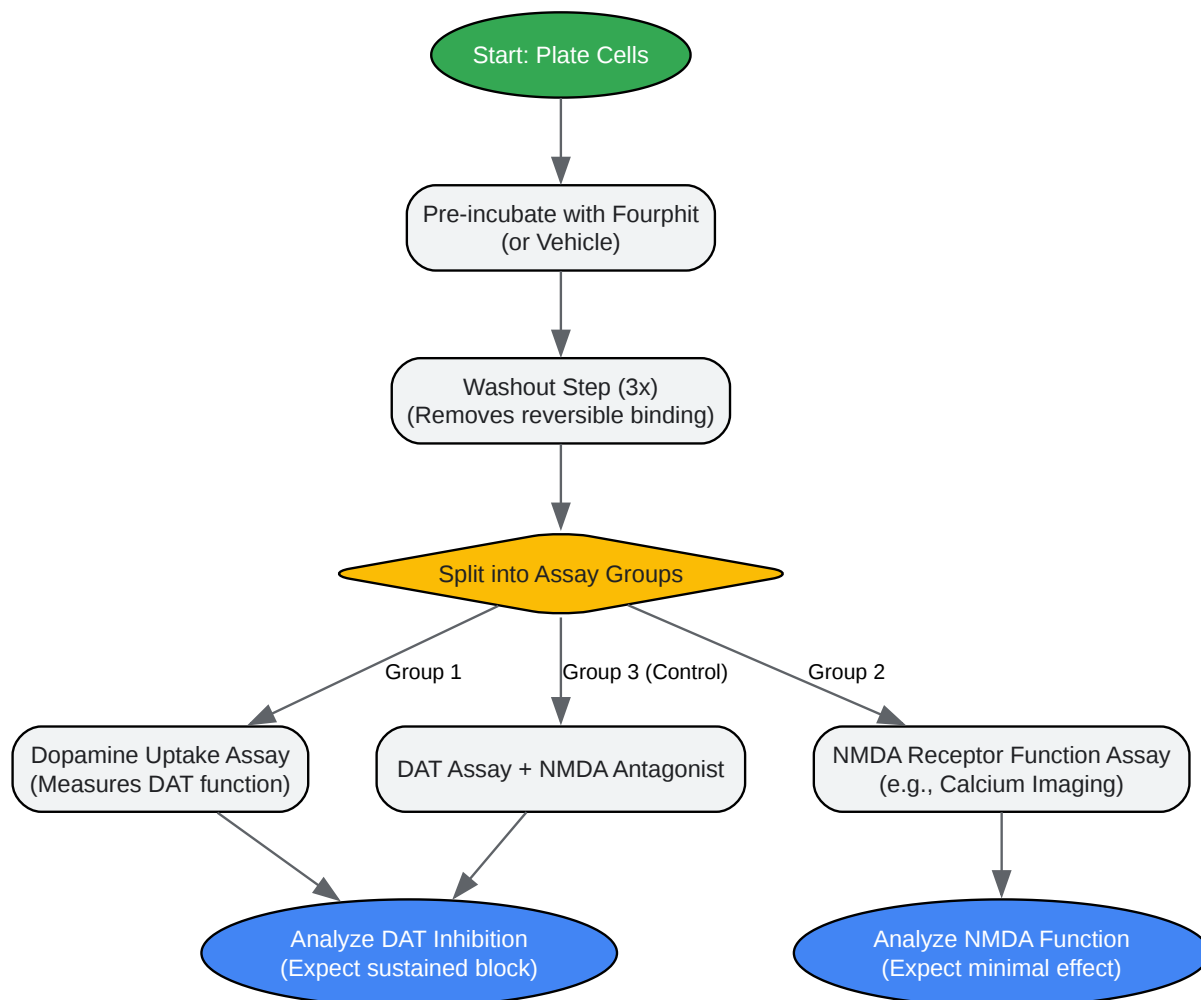 Start: Plate Cells
Pre-incubate with Fourphit
(or Vehicle)
Washout Step (3x)
(Removes reversible binding)
Split into Assay Groups
Group 1
Group 3 (Control)
Group 2
Dopamine Uptake Assay
(Measures DAT function)
DAT Assay + NMDA Antagonist
NMDA Receptor Function Assay
(e.g., Calcium Imaging)
Analyze DAT Inhibition
(Expect sustained block)
Analyze NMDA Function
(Expect minimal effect)